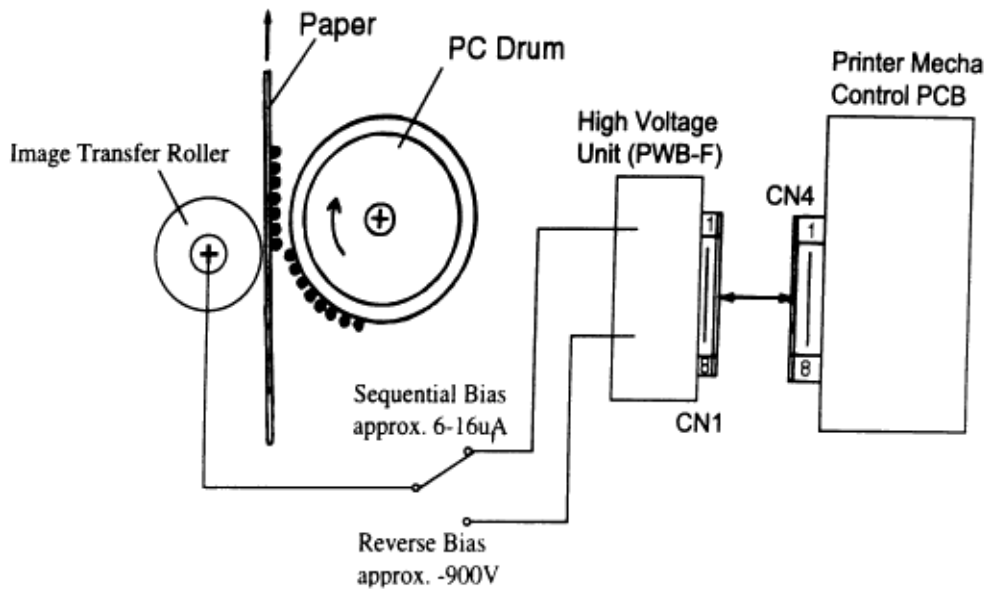 Paper
PC Drum
Printer Mecha
Control PCB
High Voltage
Unit (PWB-F)
Image Transfer Roller
CN4
1
1
8
8
CN1
Sequential Bias
approx. 6-16uA
Reverse Bias
approx. -900V